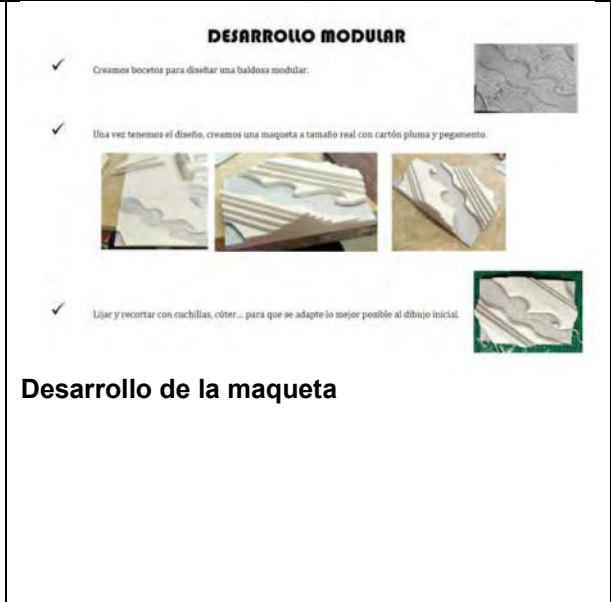 DESARROLLO MODULAR
✓ Creamos bocetos para diseñar una baldosa modular.
✓ Una vez tenemos el diseño, creamos una maqueta a tamaño real con cartón pluma y pegamento.
✓ Lijar y recortar con cuchillas, cúter... para que se adapte lo mejor posible al dibujo inicial.
Desarrollo de la maqueta